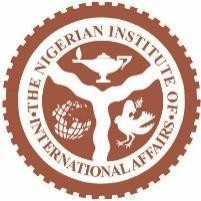 ·THE NIGERIAN INSTITUTE OF·
INTERNATIONAL AFFAIRS